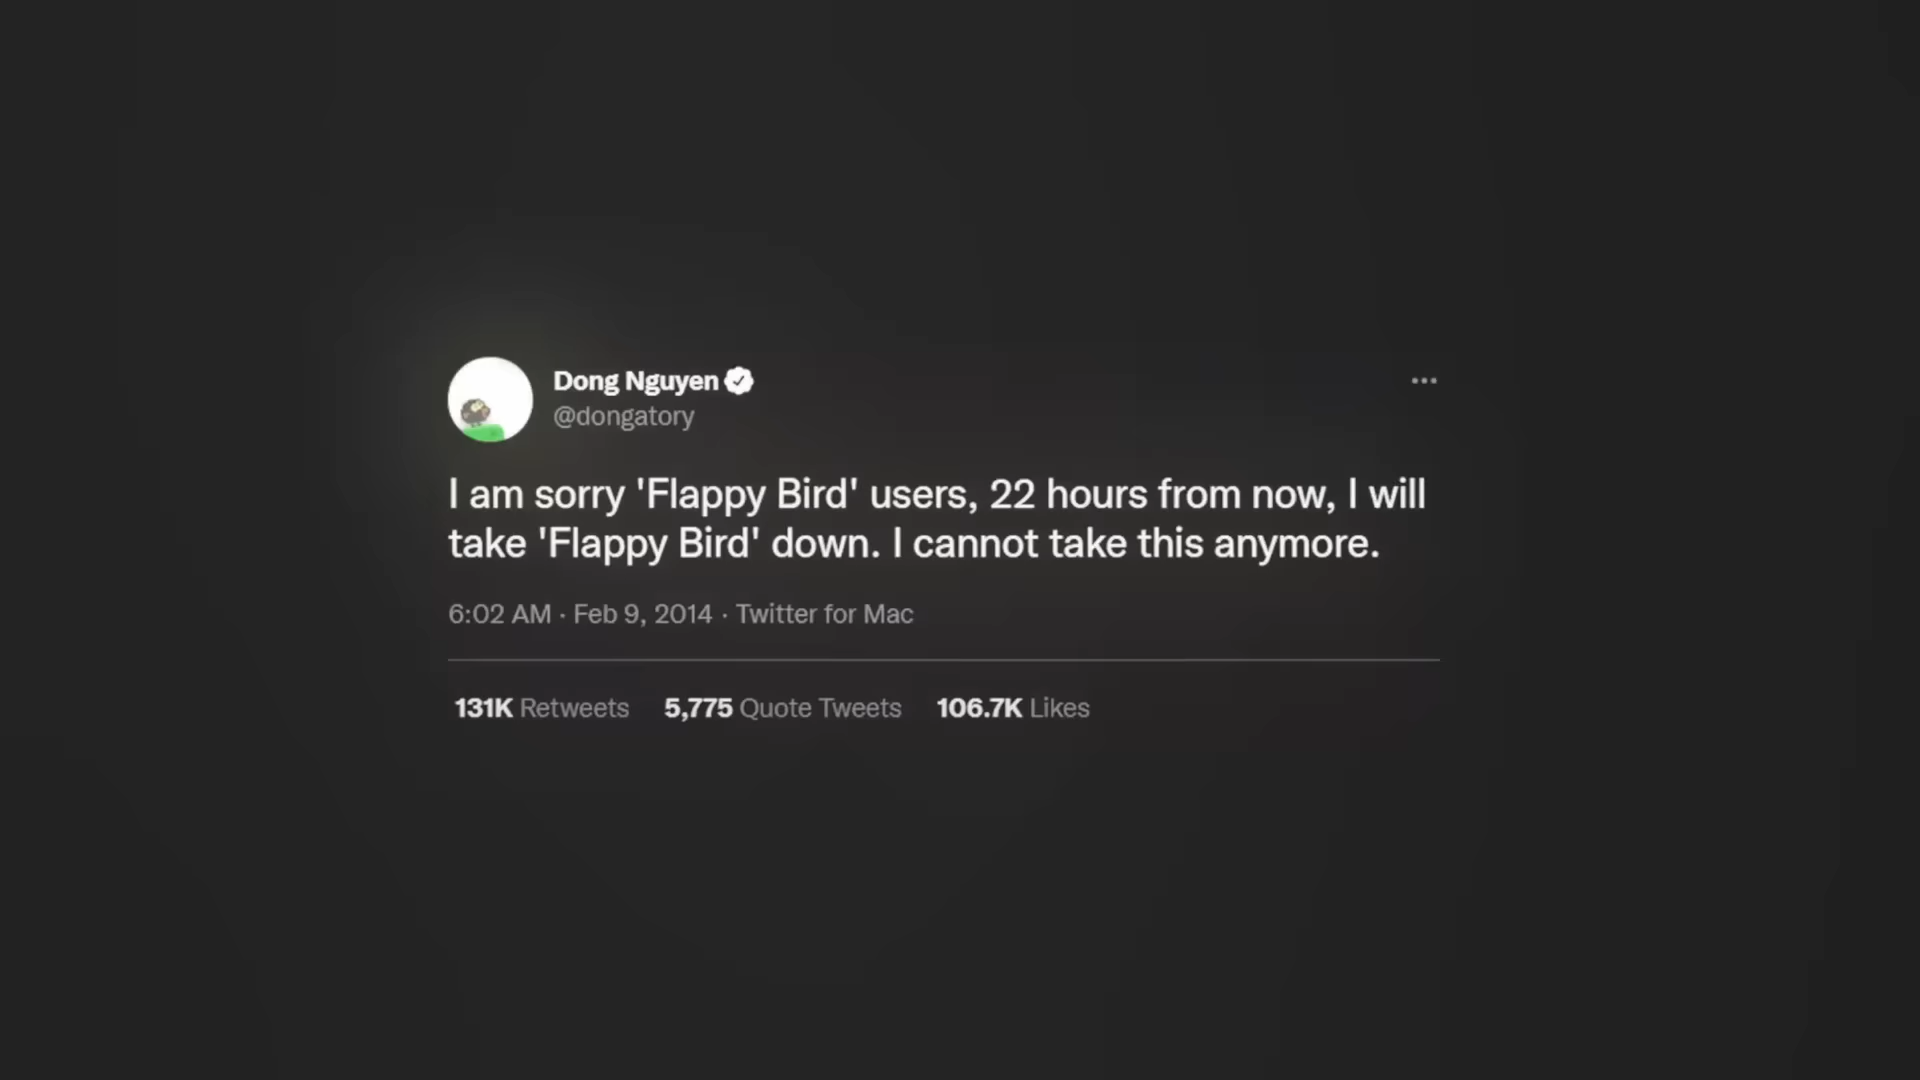 Dong Nguyen
@dongatory
I am sorry 'Flappy Bird' users, 22 hours from now, I will
take 'Flappy Bird' down. I cannot take this anymore.
6:02 AM · Feb 9, 2014 · Twitter for Mac
131K Retweets 5,775 Quote Tweets 106.7K Likes